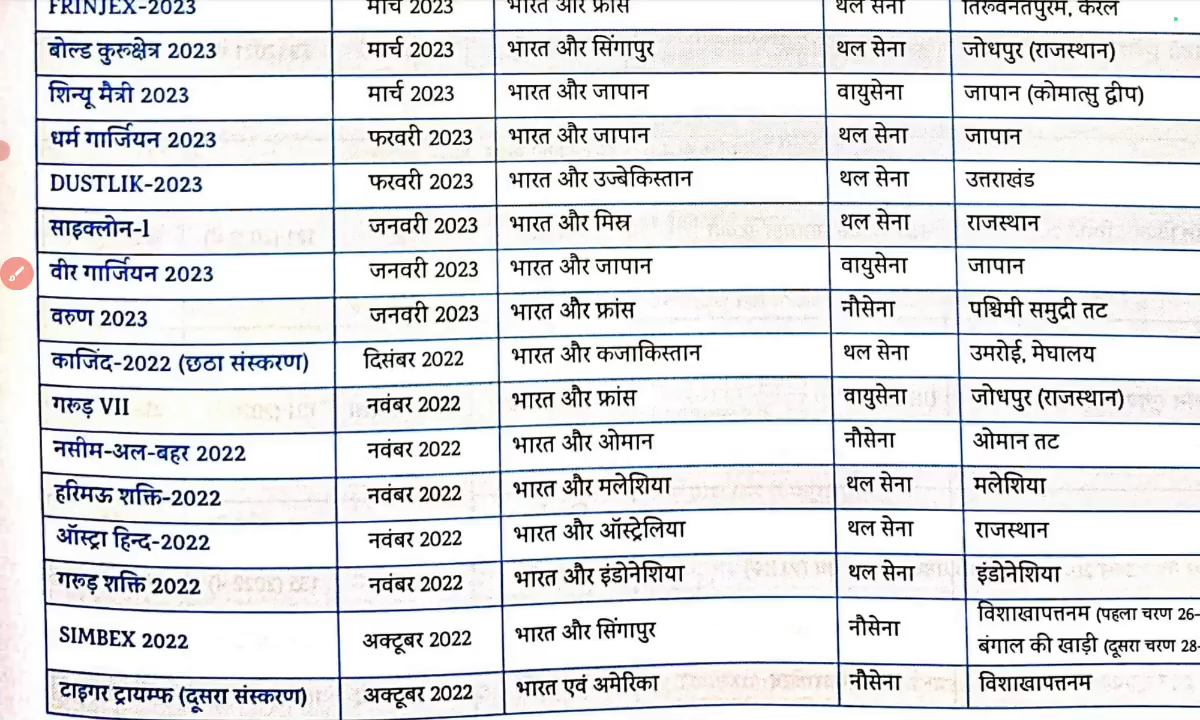 FRINJEX-2023 मार्च 2023 भारत और फ्रांस थल सेना तिरुवनंतपुरम, केरल
बोल्ड कुरुक्षेत्र 2023 मार्च 2023 भारत और सिंगापुर थल सेना जोधपुर (राजस्थान)
शिन्यू मैत्री 2023 मार्च 2023 भारत और जापान वायुसेना जापान (कोमात्सु द्वीप)
धर्म गार्जियन 2023 फरवरी 2023 भारत और जापान थल सेना जापान
DUSTLIK-2023 फरवरी 2023 भारत और उज्बेकिस्तान थल सेना उत्तराखंड
साइक्लोन-1 जनवरी 2023 भारत और मिस्र थल सेना राजस्थान
वीर गार्जियन 2023 जनवरी 2023 भारत और जापान वायुसेना जापान
वरुण 2023 जनवरी 2023 भारत और फ्रांस नौसेना पश्चिमी समुद्री तट
काजिंद-2022 (छठा संस्करण) दिसंबर 2022 भारत और कजाकिस्तान थल सेना उमरोई, मेघालय
गरूड़ VII नवंबर 2022 भारत और फ्रांस वायुसेना जोधपुर (राजस्थान)
नसीम-अल-बहर 2022 नवंबर 2022 भारत और ओमान नौसेना ओमान तट
हरिमऊ शक्ति-2022 नवंबर 2022 भारत और मलेशिया थल सेना मलेशिया
ऑस्ट्रा हिन्द-2022 नवंबर 2022 भारत और ऑस्ट्रेलिया थल सेना राजस्थान
गरूड़ शक्ति 2022 नवंबर 2022 भारत और इंडोनेशिया थल सेना इंडोनेशिया
SIMBEX 2022 अक्टूबर 2022 भारत और सिंगापुर नौसेना विशाखापत्तनम (पहला चरण 26-
बंगाल की खाड़ी (दूसरा चरण 28-
टाइगर ट्रायम्फ (दूसरा संस्करण) अक्टूबर 2022 भारत एवं अमेरिका नौसेना विशाखापत्तनम